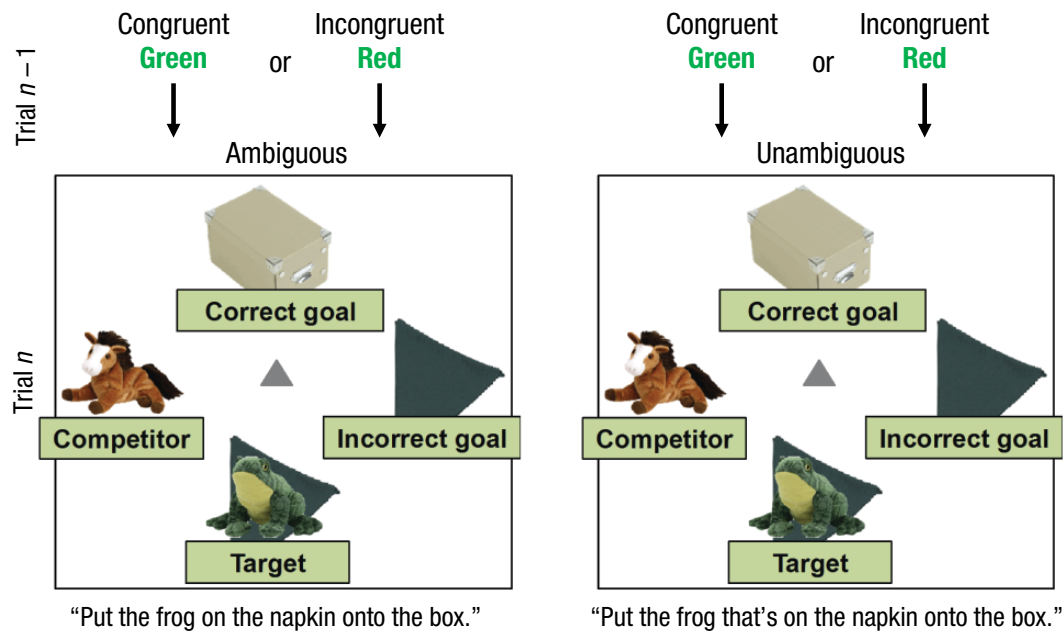 Trial n – 1
Congruent
Green
or
Incongruent
Red
Congruent
Green
or
Incongruent
Red
Ambiguous
Unambiguous
Trial n
Correct goal
Competitor
Incorrect goal
Target
Correct goal
Competitor
Incorrect goal
Target
“Put the frog on the napkin onto the box.”
“Put the frog that’s on the napkin onto the box.”